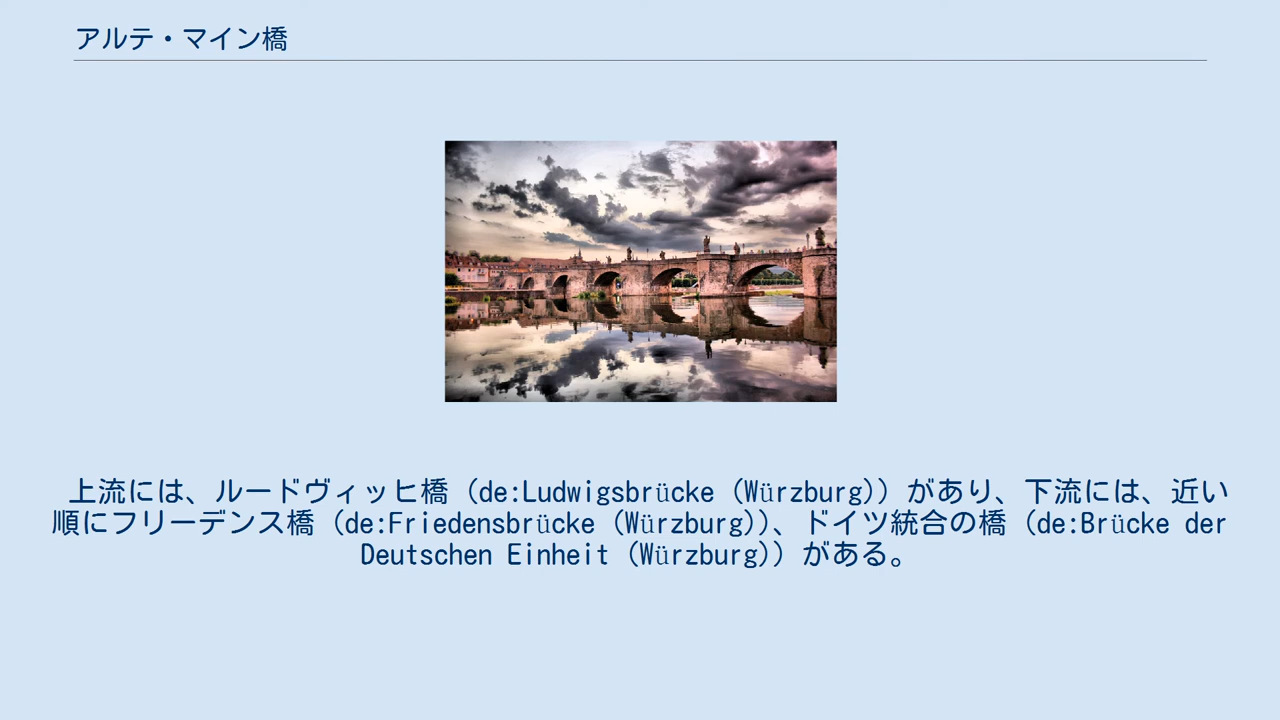 アルテ・マイン橋
上流には、ルードヴィッヒ橋（de:Ludwigsbrücke (Würzburg)）があり、下流には、近い
順にフリーデンス橋（de:Friedensbrücke (Würzburg)）、ドイツ統合の橋（de:Brücke der
Deutschen Einheit (Würzburg)）がある。